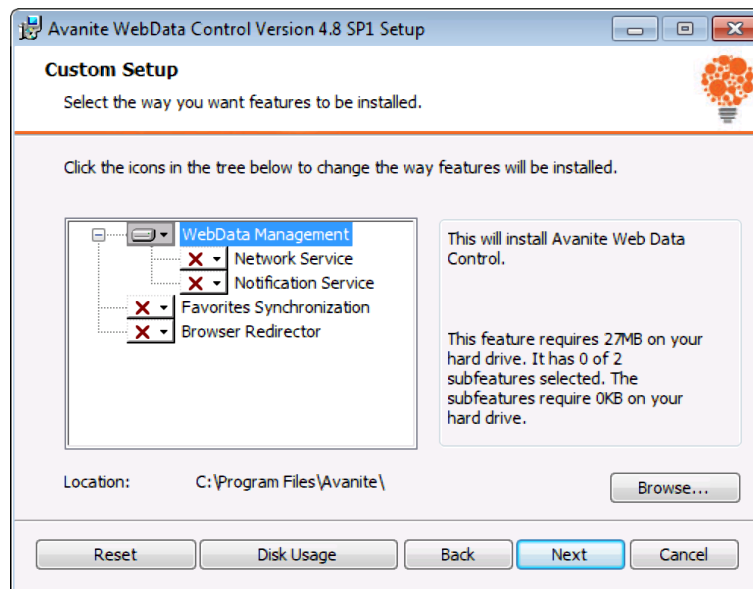 Avanite WebData Control Version 4.8 SP1 Setup
Custom Setup
Select the way you want features to be installed.
Click the icons in the tree below to change the way features will be installed.
WebData Management
Network Service
Notification Service
Favorites Synchronization
Browser Redirector
This will install Avanite Web Data
Control.
This feature requires 27MB on your
hard drive. It has 0 of 2
subfeatures selected. The
subfeatures require 0KB on your
hard drive.
Location: C:\Program Files\Avanite\
Browse...
Reset Disk Usage Back Next Cancel